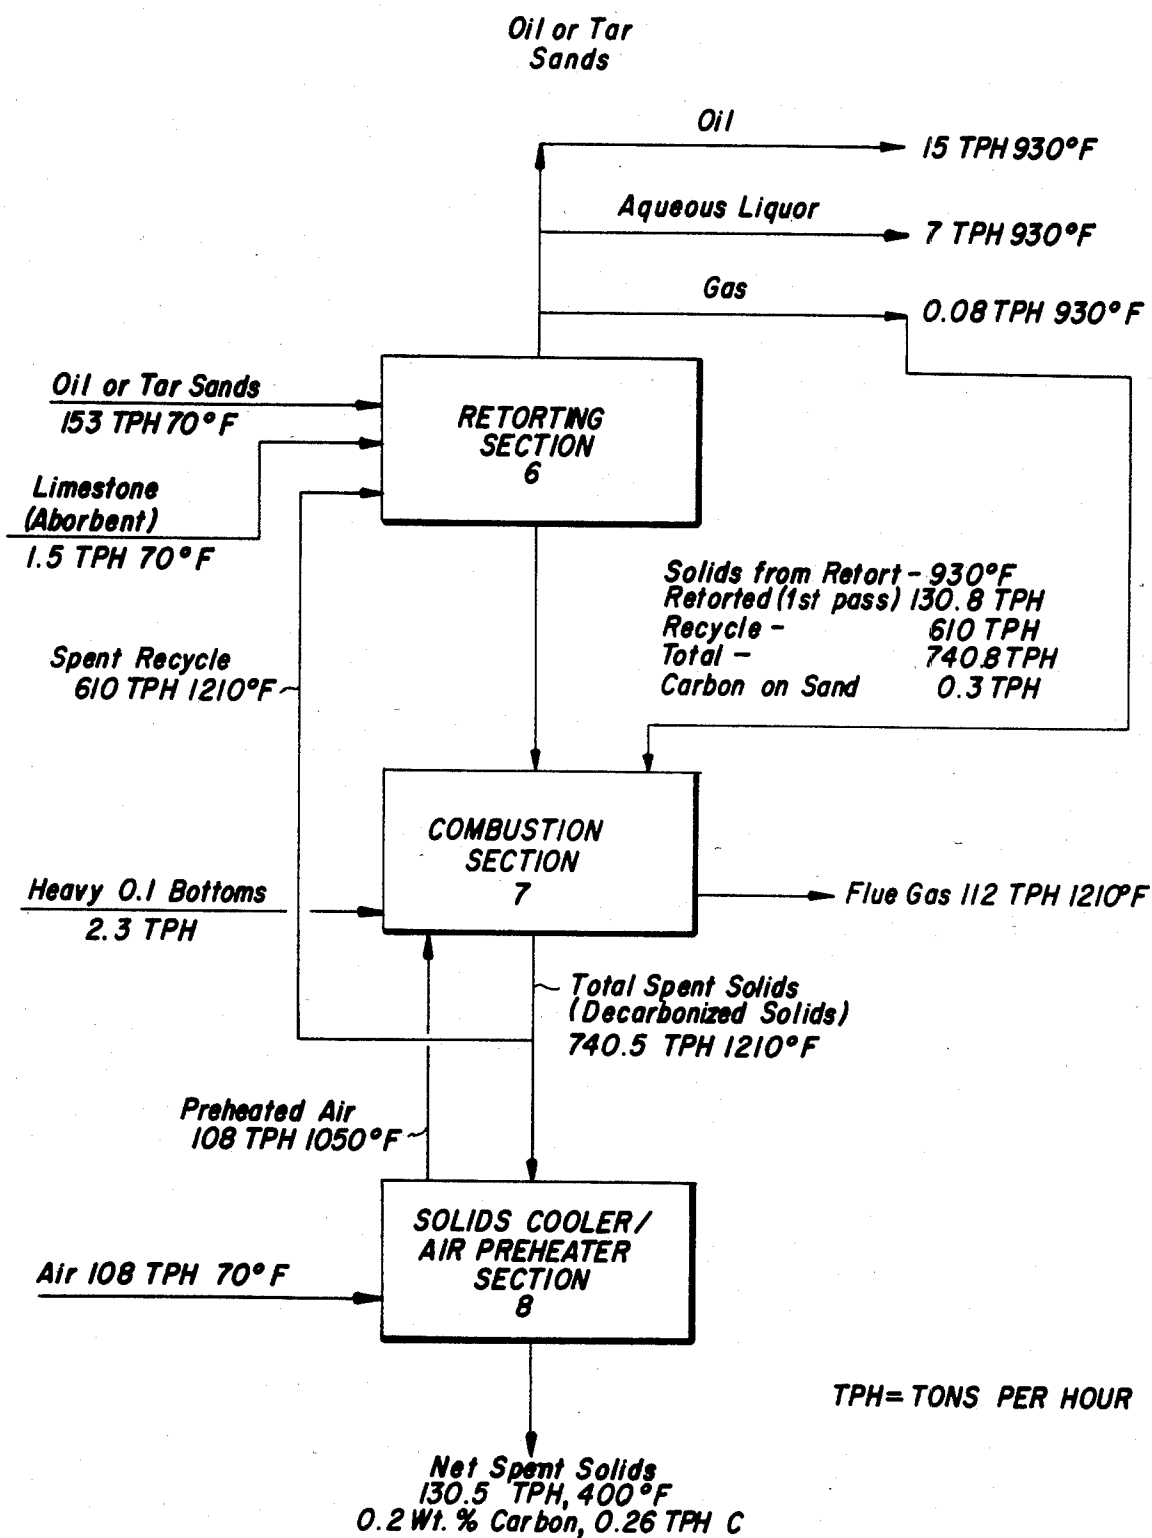 Oil or Tar
Sands
Oil
15 TPH 930°F
Aqueous Liquor
7 TPH 930°F
Gas
0.08 TPH 930°F
Oil or Tar Sands
153 TPH 70°F
RETORTING
SECTION
6
Limestone
(Aborbent)
1.5 TPH 70°F
Solids from Retort - 930°F
Retorted (1st pass) 130.8 TPH
Recycle - 610 TPH
Total - 740.8 TPH
Carbon on Sand 0.3 TPH
Spent Recycle
610 TPH 1210°F
COMBUSTION
SECTION
7
Heavy 0.1 Bottoms
2.3 TPH
Flue Gas 112 TPH 1210°F
Total Spent Solids
(Decarbonized Solids)
740.5 TPH 1210°F
Preheated Air
108 TPH 1050°F
SOLIDS COOLER/
AIR PREHEATER
SECTION
8
Air 108 TPH 70°F
TPH= TONS PER HOUR
Net Spent Solids
130.5 TPH, 400°F
0.2 Wt. % Carbon, 0.26 TPH C